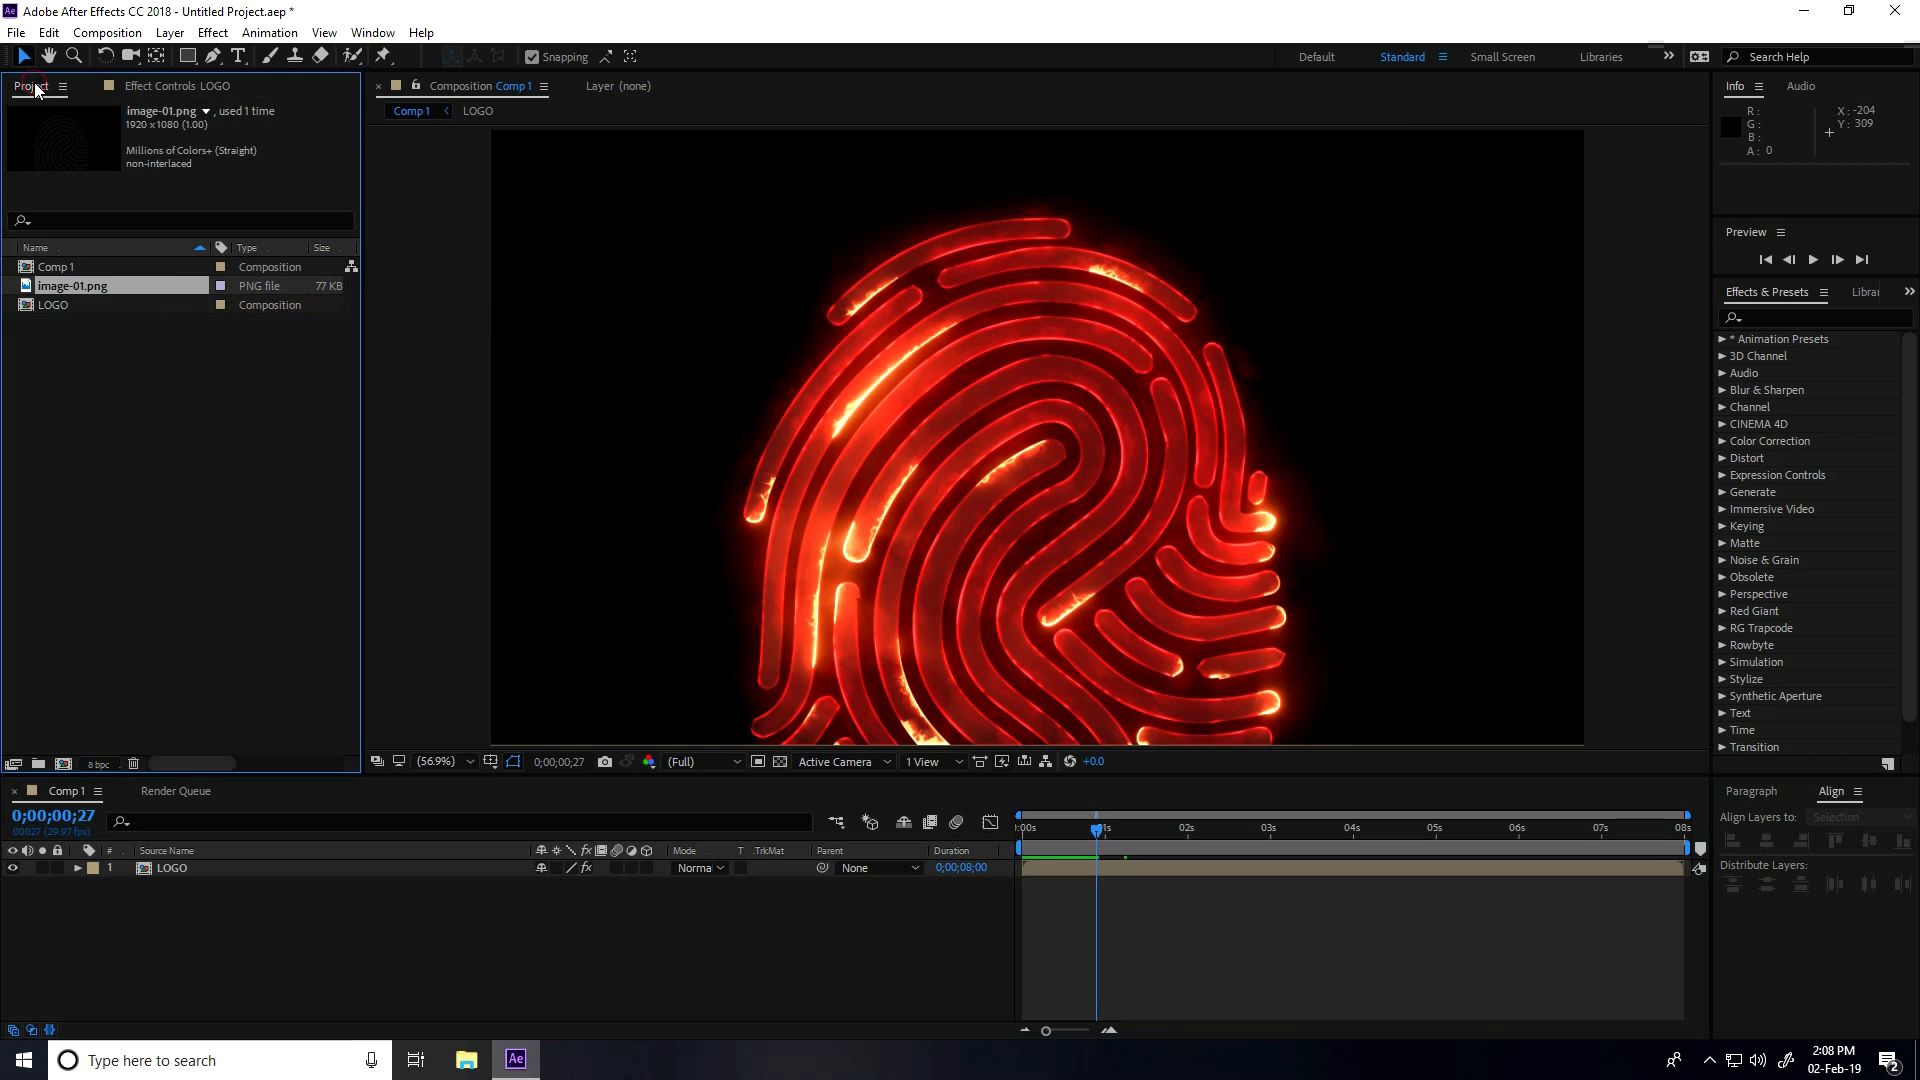 Adobe After Effects CC 2018 - Untitled Project.aep *
File Edit Composition Layer Effect Animation View Window Help
Snapping Default Standard Small Screen Libraries Search Help
Project Effect Controls LOGO
image-01.png , used 1 time
1920 x 1080 (1.00)
Millions of Colors+ (Straight)
non-interlaced
Name Type Size
Comp 1 Composition
image-01.png PNG file 77 KB
LOGO Composition
8 bpc
Composition Comp 1 Layer (none)
Comp 1 LOGO
(56.9%) 0;00;00;27 (Full) Active Camera 1 View +0.0
Info Audio
R: X: -204
G: Y: 309
B:
A: 0
Preview
Effects & Presets Librar
* Animation Presets
3D Channel
Audio
Blur & Sharpen
Channel
CINEMA 4D
Color Correction
Distort
Expression Controls
Generate
Immersive Video
Keying
Matte
Noise & Grain
Obsolete
Perspective
Red Giant
RG Trapcode
Rowbyte
Simulation
Stylize
Synthetic Aperture
Text
Time
Transition
Comp 1 Render Queue
0;00;00;27
00027 (29.97 fps)
# Source Name Mode T .TrkMat Parent Duration
1 LOGO Norma None 0;00;08;00
):00s 01s 02s 03s 04s 05s 06s 07s 08s
Paragraph Align
Align Layers to: Selection
Distribute Layers:
Type here to search
Ae
2:08 PM
02-Feb-19
2